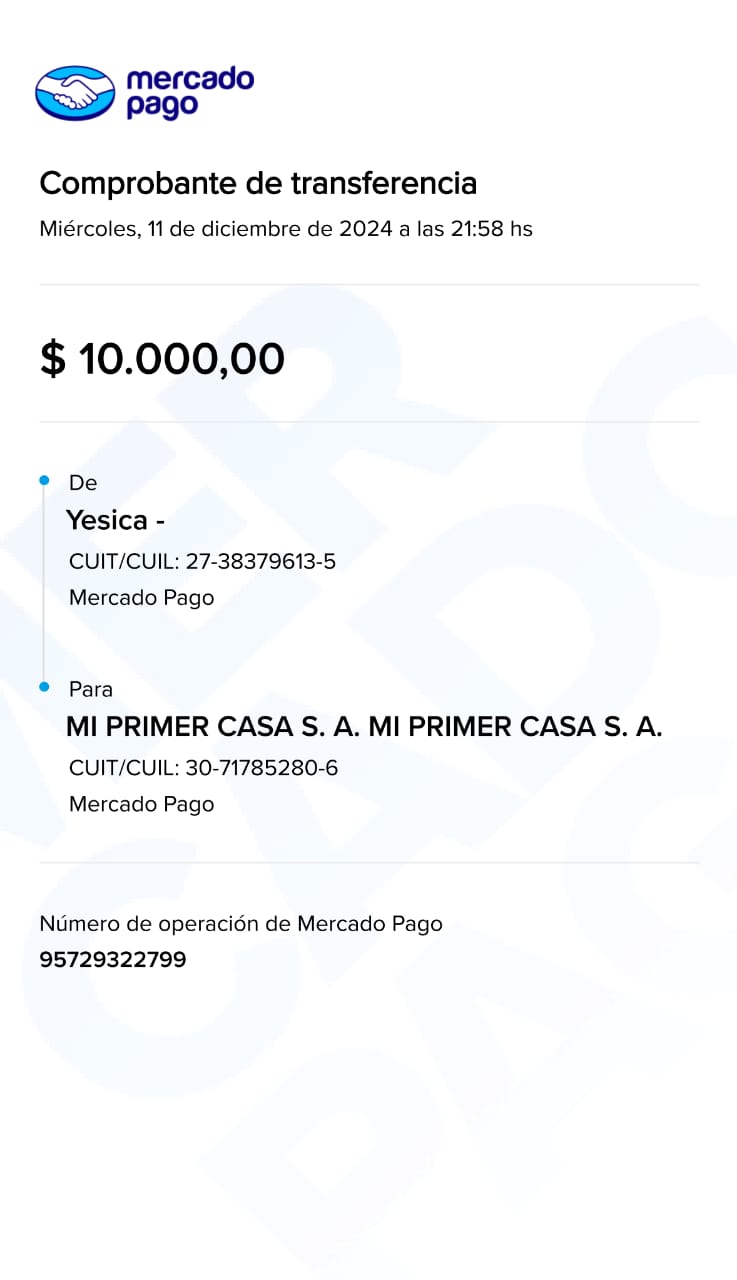 mercado
pago
Comprobante de transferencia
Miércoles, 11 de diciembre de 2024 a las 21:58 hs
$ 10.000,00
De
Yesica -
CUIT/CUIL: 27-38379613-5
Mercado Pago
Para
MI PRIMER CASA S. A. MI PRIMER CASA S. A.
CUIT/CUIL: 30-71785280-6
Mercado Pago
Número de operación de Mercado Pago
95729322799